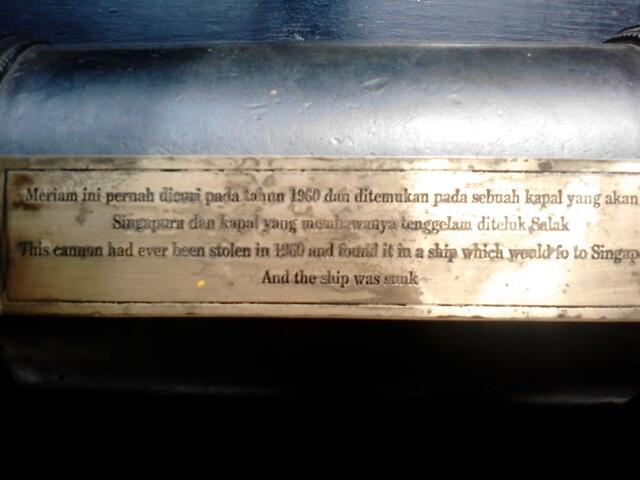 Meriam ini pernah dicuri pada tahun 1960 dan ditemukan pada sebuah kapal yang akan
Singapura dan kapal yang membawanya tenggelam diteluk Salak
This cannon had ever been stolen in 1960 and found it in a ship which would fo to Singap
And the ship was sunk